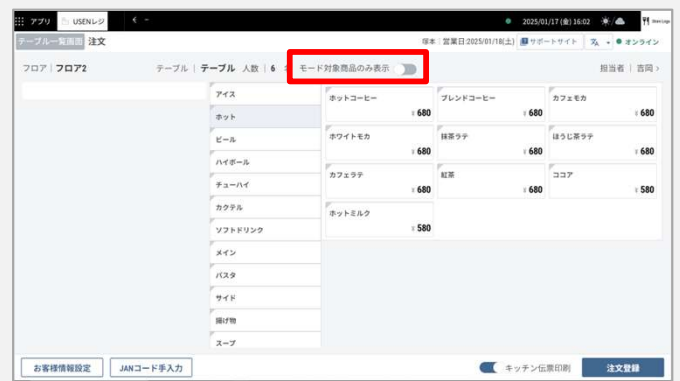 アプリ USENレジ 2025/01/17(金) 16:02
テーブル一覧画面 注文 塚本 営業日:2025/01/18(土) サポートサイト オンライン
フロア フロア2 テーブル テーブル 人数 6 モード対象商品のみ表示 担当者 吉岡
アイス
ホット
ビール
ハイボール
チューハイ
カクテル
ソフトドリンク
メイン
パスタ
サイド
揚げ物
スープ
ホットコーヒー ブレンドコーヒー カフェモカ
¥ 680 ¥ 680 ¥ 680
ホワイトモカ 抹茶ラテ ほうじ茶ラテ
¥ 680 ¥ 680 ¥ 680
カフェラテ 紅茶 ココア
¥ 680 ¥ 680 ¥ 580
ホットミルク
¥ 580
お客様情報設定 JANコード手入力 キッチン伝票印刷 注文登録